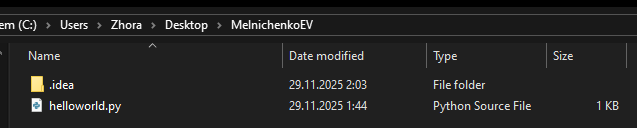 em (C:) > Users > Zhora > Desktop > MelnichenkoEV
Name Date modified Type Size
.idea 29.11.2025 2:03 File folder
helloworld.py 29.11.2025 1:44 Python Source File 1 KB